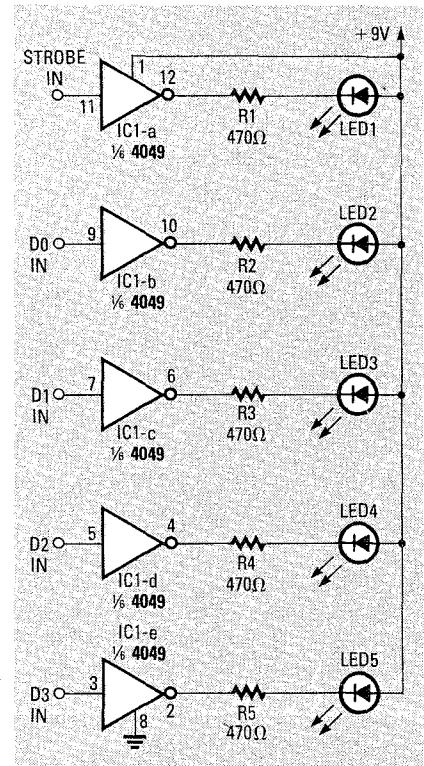 +9V
STROBE
IN
1
12
11
IC1-a
⅙ 4049
R1
470Ω
LED1
D0
IN
9
10
IC1-b
⅙ 4049
R2
470Ω
LED2
D1
IN
7
6
IC1-c
⅙ 4049
R3
470Ω
LED3
D2
IN
5
4
IC1-d
⅙ 4049
R4
470Ω
LED4
IC1-e
⅙ 4049
D3
IN
3
8
2
R5
470Ω
LED5